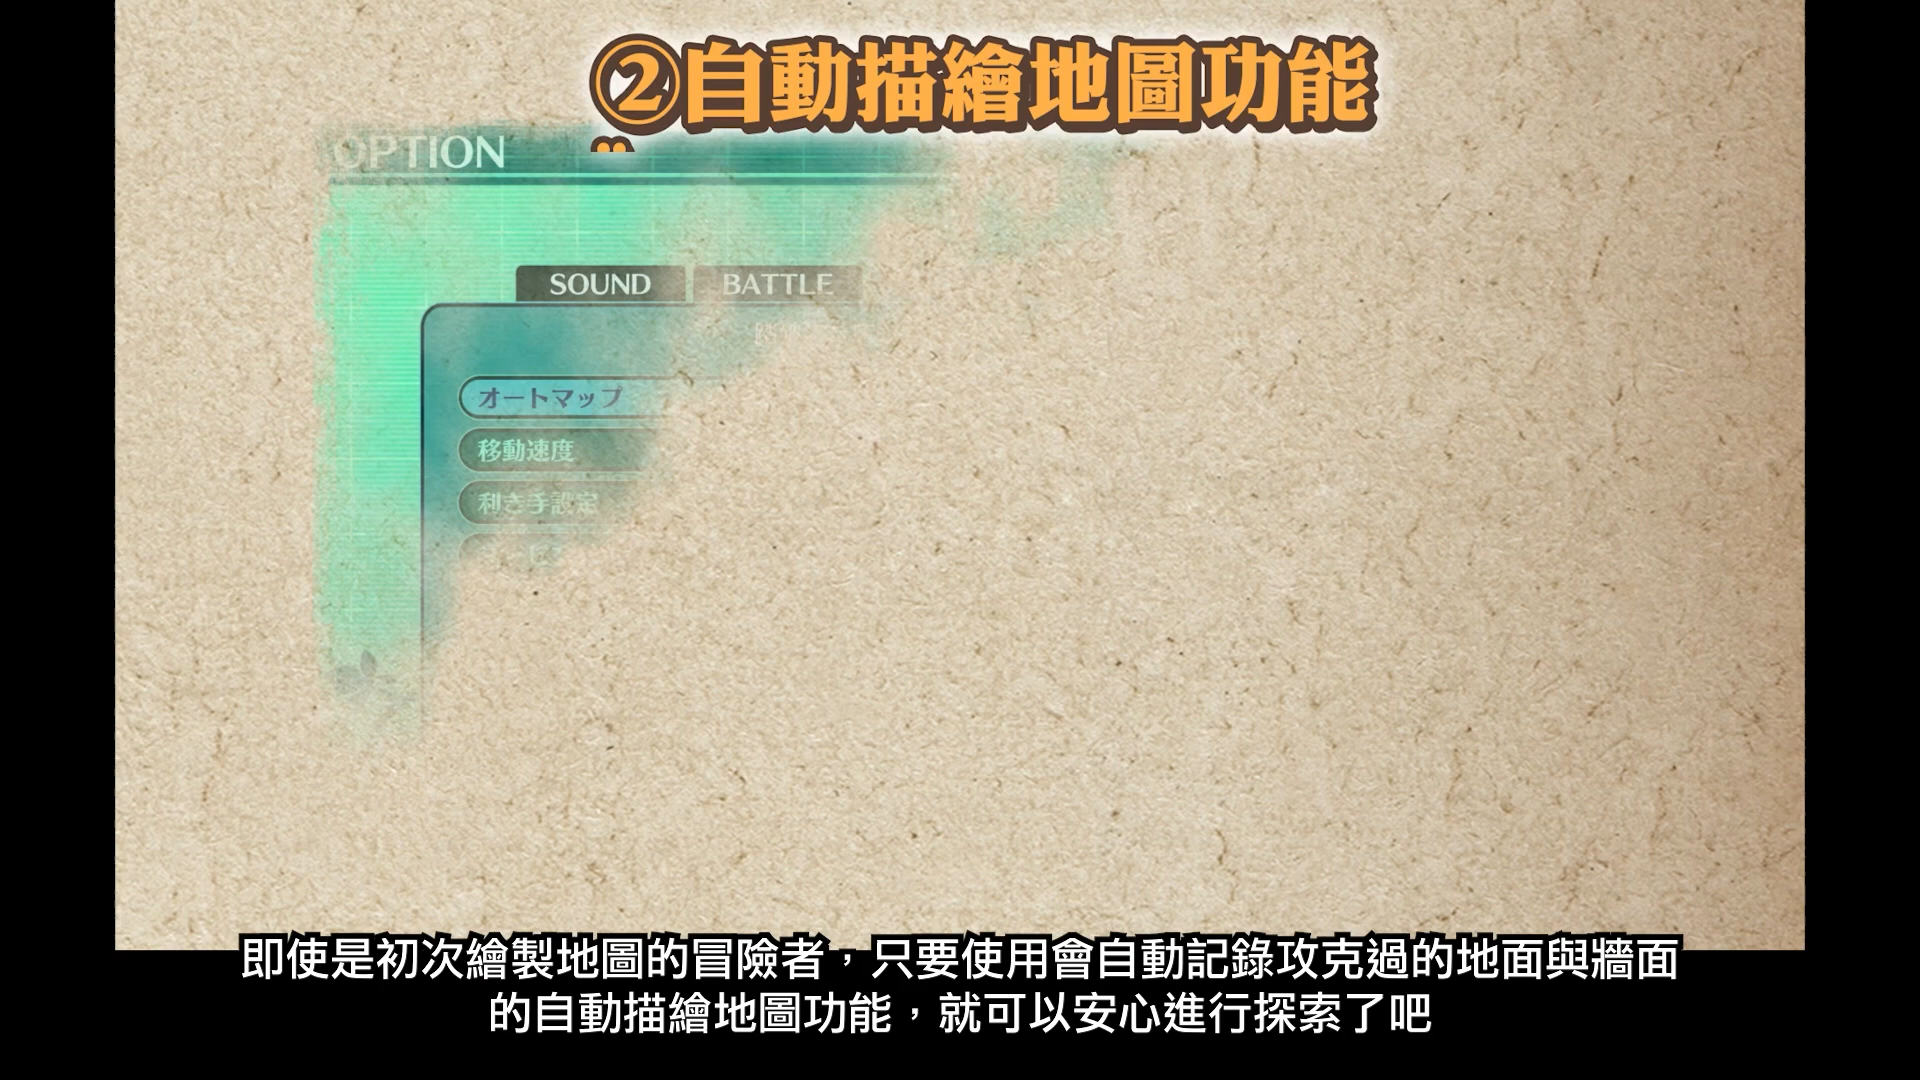 ②自動描繪地圖功能
OPTION
SOUND
BATTLE
オートマップ
移動速度
利き手設定
即使是初次繪製地圖的冒險者，只要使用會自動記錄攻克過的地面與牆面
的自動描繪地圖功能，就可以安心進行探索了吧